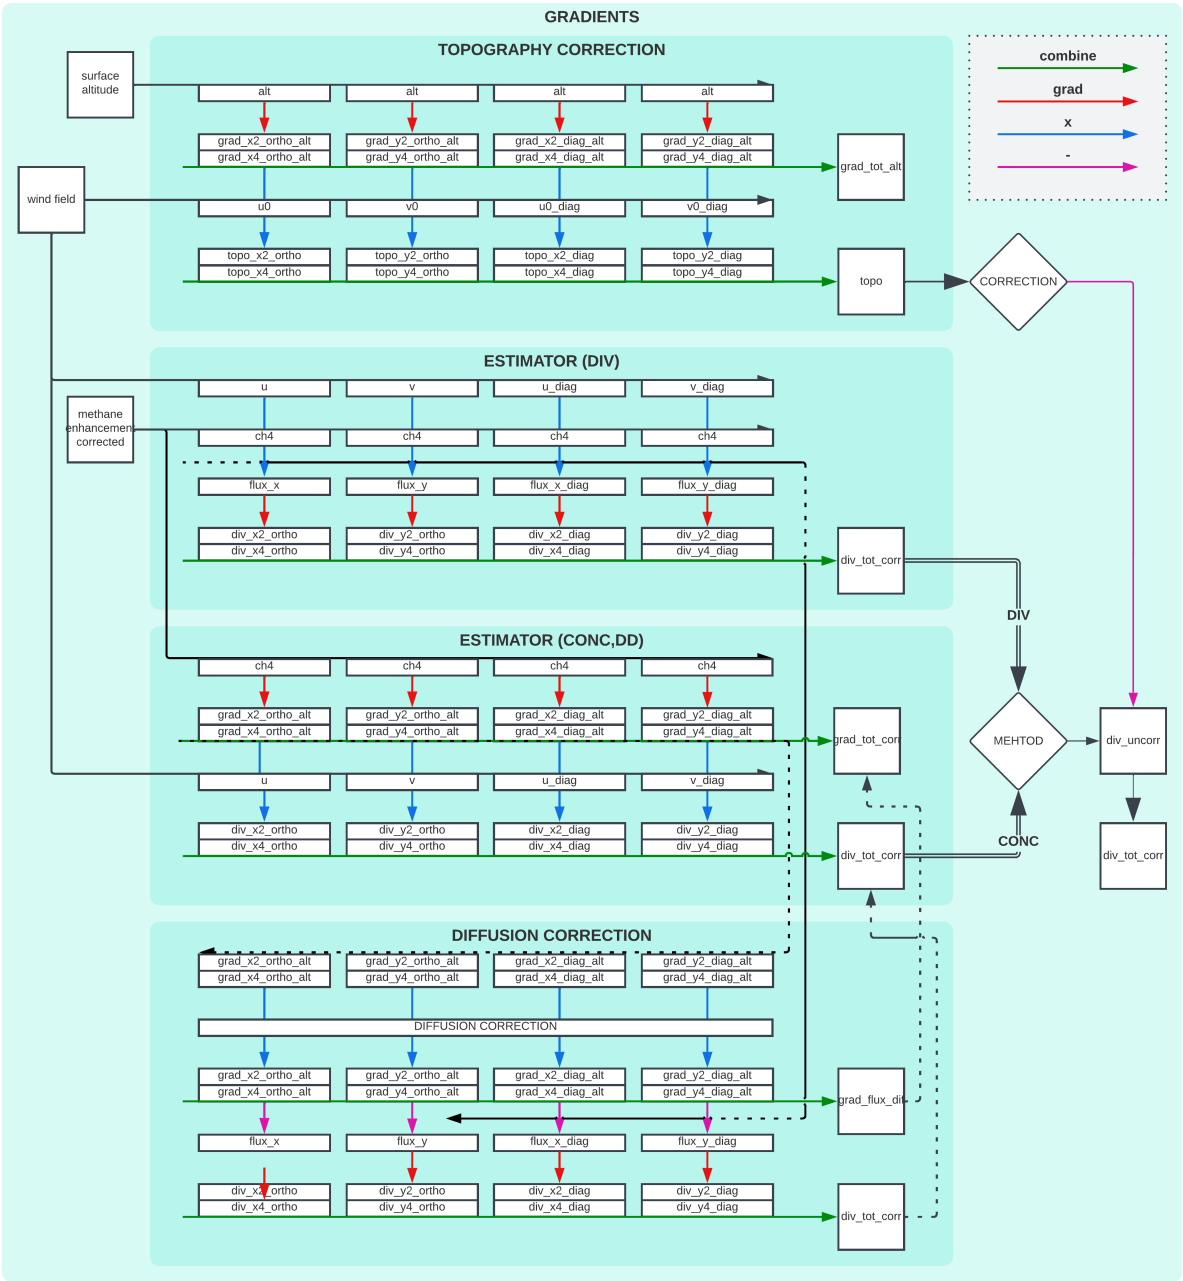 GRADIENTS
TOPOGRAPHY CORRECTION
surface
altitude
combine
grad
x
-
alt alt alt alt
grad_x2_ortho_alt grad_y2_ortho_alt grad_x2_diag_alt grad_y2_diag_alt
grad_x4_ortho_alt grad_y4_ortho_alt grad_x4_diag_alt grad_y4_diag_alt
grad_tot_alt
wind field
u0 v0 u0_diag v0_diag
topo_x2_ortho topo_y2_ortho topo_x2_diag topo_y2_diag
topo_x4_ortho topo_y4_ortho topo_x4_diag topo_y4_diag
topo
CORRECTION
ESTIMATOR (DIV)
u v u_diag v_diag
methane
enhancement
corrected
ch4 ch4 ch4 ch4
flux_x flux_y flux_x_diag flux_y_diag
div_x2_ortho div_y2_ortho div_x2_diag div_y2_diag
div_x4_ortho div_y4_ortho div_x4_diag div_y4_diag
div_tot_corr
DIV
ESTIMATOR (CONC,DD)
ch4 ch4 ch4 ch4
grad_x2_ortho_alt grad_y2_ortho_alt grad_x2_diag_alt grad_y2_diag_alt
grad_x4_ortho_alt grad_y4_ortho_alt grad_x4_diag_alt grad_y4_diag_alt
grad_tot_corr
MEHTOD
div_uncorr
u v u_diag v_diag
div_x2_ortho div_y2_ortho div_x2_diag div_y2_diag
div_x4_ortho div_y4_ortho div_x4_diag div_y4_diag
div_tot_corr
CONC
div_tot_corr
DIFFUSION CORRECTION
grad_x2_ortho_alt grad_y2_ortho_alt grad_x2_diag_alt grad_y2_diag_alt
grad_x4_ortho_alt grad_y4_ortho_alt grad_x4_diag_alt grad_y4_diag_alt
DIFFUSION CORRECTION
grad_x2_ortho_alt grad_y2_ortho_alt grad_x2_diag_alt grad_y2_diag_alt
grad_x4_ortho_alt grad_y4_ortho_alt grad_x4_diag_alt grad_y4_diag_alt
grad_flux_dif
flux_x flux_y flux_x_diag flux_y_diag
div_x2_ortho div_y2_ortho div_x2_diag div_y2_diag
div_x4_ortho div_y4_ortho div_x4_diag div_y4_diag
div_tot_corr